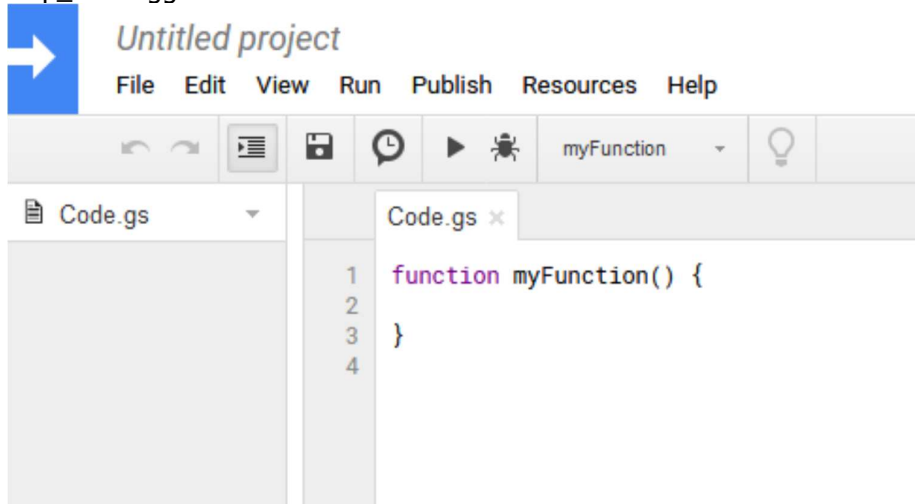 Untitled project
File Edit View Run Publish Resources Help
myFunction
Code.gs
Code.gs ×
1 function myFunction() {
2
3 }
4